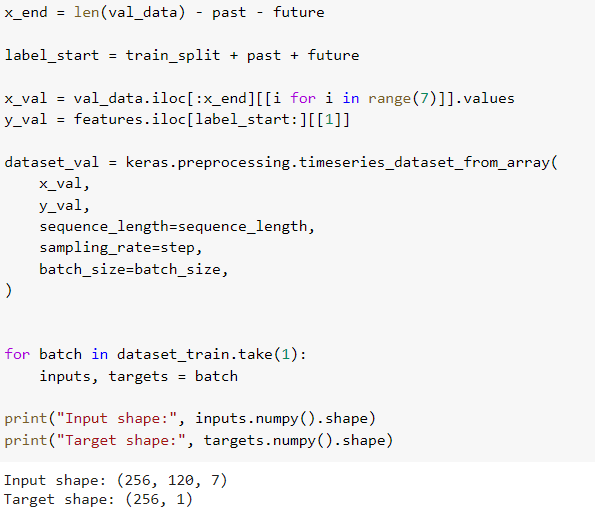 x_end = len(val_data) - past - future
label_start = train_split + past + future
x_val = val_data.iloc[:x_end][[i for i in range(7)]].values
y_val = features.iloc[label_start:][[1]]
dataset_val = keras.preprocessing.timeseries_dataset_from_array(
    x_val,
    y_val,
    sequence_length=sequence_length,
    sampling_rate=step,
    batch_size=batch_size,
)
for batch in dataset_train.take(1):
    inputs, targets = batch
print("Input shape:", inputs.numpy().shape)
print("Target shape:", targets.numpy().shape)
Input shape: (256, 120, 7)
Target shape: (256, 1)